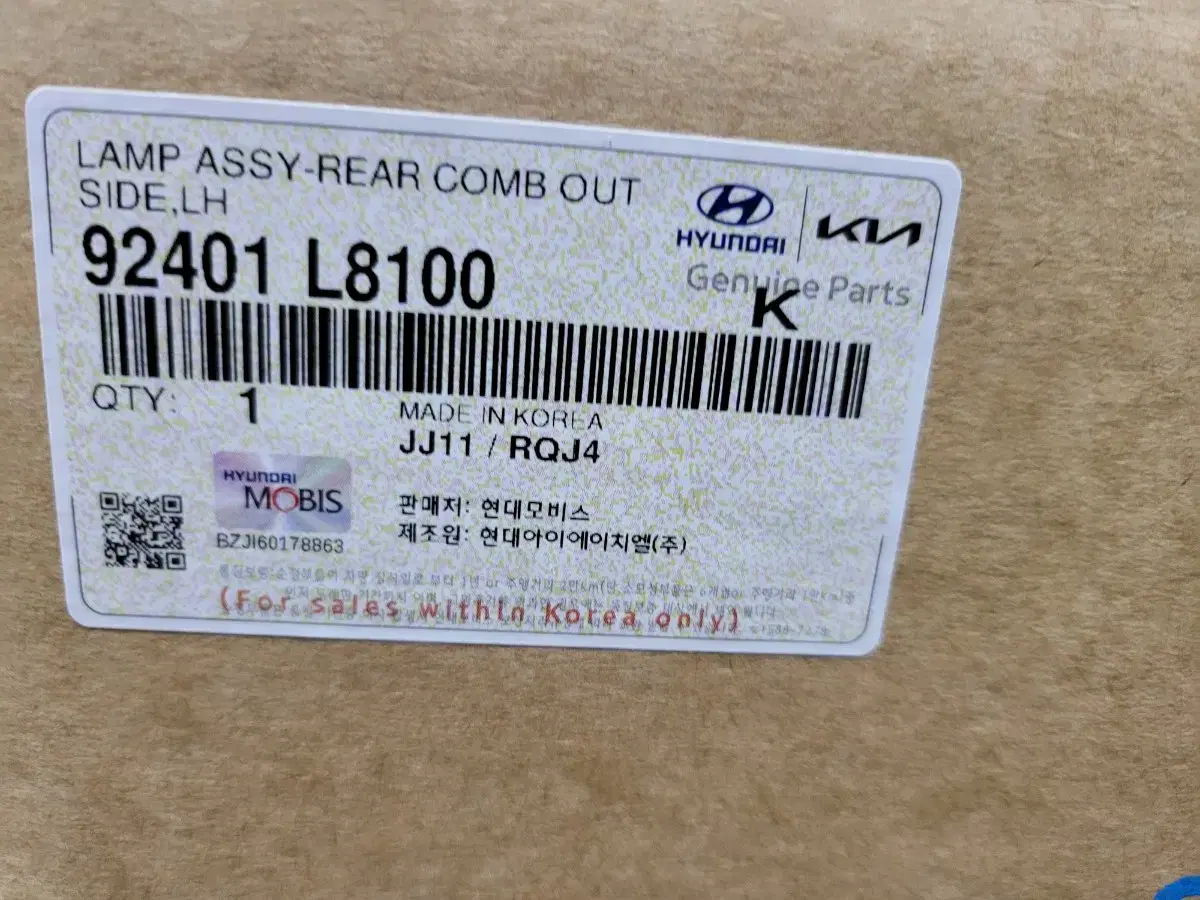 LAMP ASSY-REAR COMB OUT
SIDE,LH
92401 L8100
HYUNDAI
KIA
Genuine Parts
K
QTY: 1
MADE IN KOREA
JJ11 / RQJ4
HYUNDAI
MOBIS
BZJI60178863
판매처: 현대모비스
제조원: 현대아이에이치엘(주)
(For sales within Korea only)